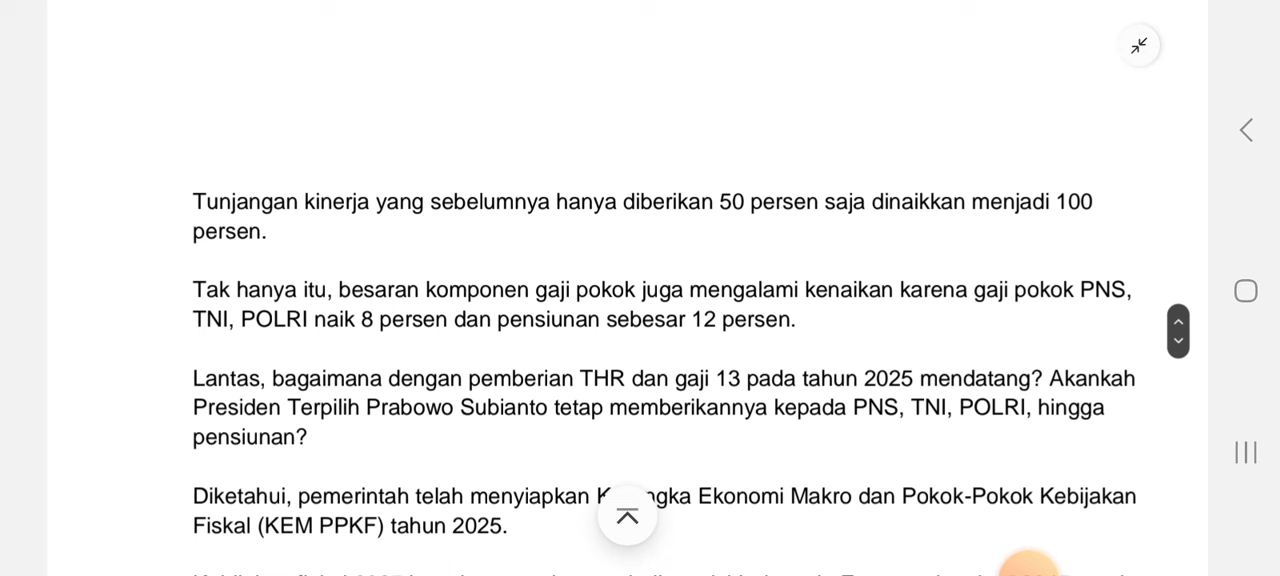 Tunjangan kinerja yang sebelumnya hanya diberikan 50 persen saja dinaikkan menjadi 100
persen.
Tak hanya itu, besaran komponen gaji pokok juga mengalami kenaikan karena gaji pokok PNS,
TNI, POLRI naik 8 persen dan pensiunan sebesar 12 persen.
Lantas, bagaimana dengan pemberian THR dan gaji 13 pada tahun 2025 mendatang? Akankah
Presiden Terpilih Prabowo Subianto tetap memberikannya kepada PNS, TNI, POLRI, hingga
pensiunan?
Diketahui, pemerintah telah menyiapkan Ekonomi Makro dan Pokok-Pokok Kebijakan
Fiskal (KEM PPKF) tahun 2025.